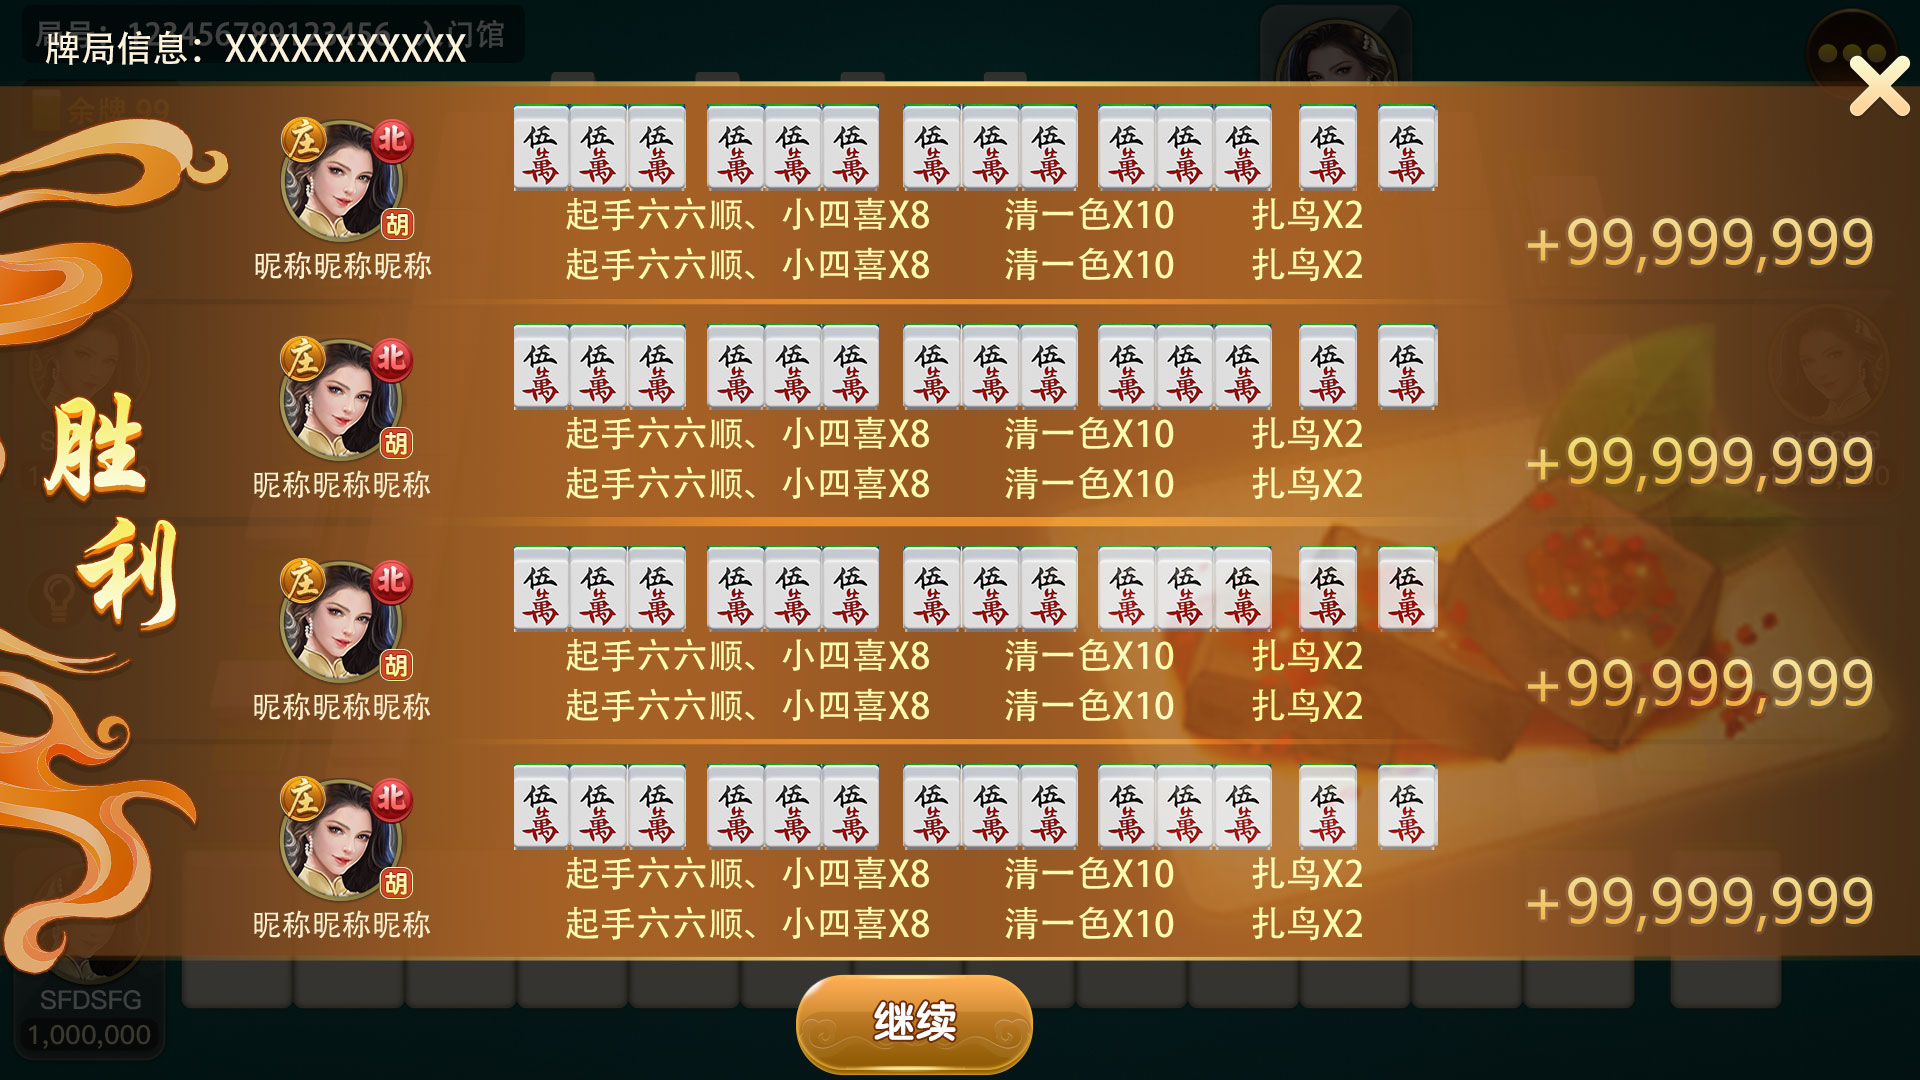 局号：123456789123456 入门馆
牌局信息：XXXXXXXXXXX
余牌 99
胜利
庄 北
伍萬 伍萬 伍萬 伍萬 伍萬 伍萬 伍萬 伍萬 伍萬 伍萬 伍萬 伍萬 伍萬 伍萬
胡
昵称昵称昵称
起手六六顺、小四喜X8 清一色X10 扎鸟X2
起手六六顺、小四喜X8 清一色X10 扎鸟X2
+99,999,999
庄 北
伍萬 伍萬 伍萬 伍萬 伍萬 伍萬 伍萬 伍萬 伍萬 伍萬 伍萬 伍萬 伍萬 伍萬
胡
昵称昵称昵称
起手六六顺、小四喜X8 清一色X10 扎鸟X2
起手六六顺、小四喜X8 清一色X10 扎鸟X2
+99,999,999
庄 北
伍萬 伍萬 伍萬 伍萬 伍萬 伍萬 伍萬 伍萬 伍萬 伍萬 伍萬 伍萬 伍萬 伍萬
胡
昵称昵称昵称
起手六六顺、小四喜X8 清一色X10 扎鸟X2
起手六六顺、小四喜X8 清一色X10 扎鸟X2
+99,999,999
庄 北
伍萬 伍萬 伍萬 伍萬 伍萬 伍萬 伍萬 伍萬 伍萬 伍萬 伍萬 伍萬 伍萬 伍萬
胡
昵称昵称昵称
起手六六顺、小四喜X8 清一色X10 扎鸟X2
起手六六顺、小四喜X8 清一色X10 扎鸟X2
+99,999,999
SFDSFG
1,000,000
继续